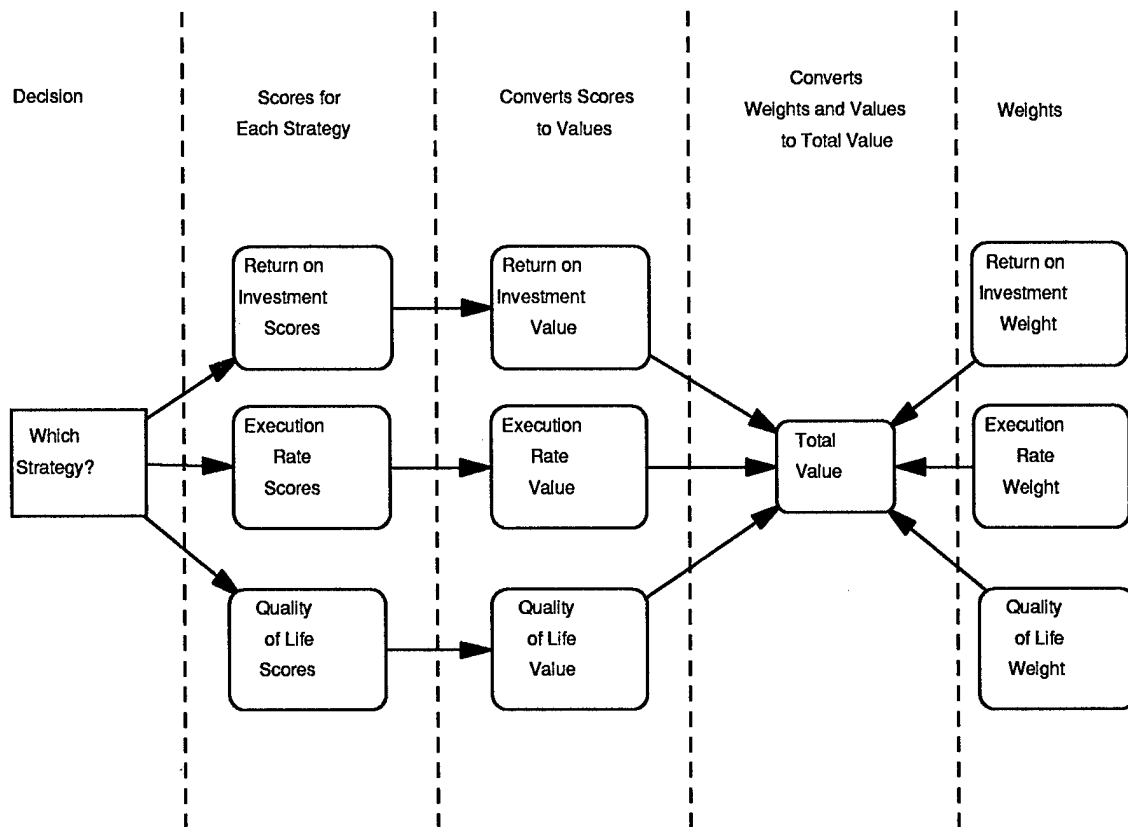 Decision
Scores for
Each Strategy
Converts Scores
to Values
Converts
Weights and Values
to Total Value
Weights
Return on
Investment
Scores
Return on
Investment
Value
Return on
Investment
Weight
Which
Strategy?
Execution
Rate
Scores
Execution
Rate
Value
Total
Value
Execution
Rate
Weight
Quality
of Life
Scores
Quality
of Life
Value
Quality
of Life
Weight